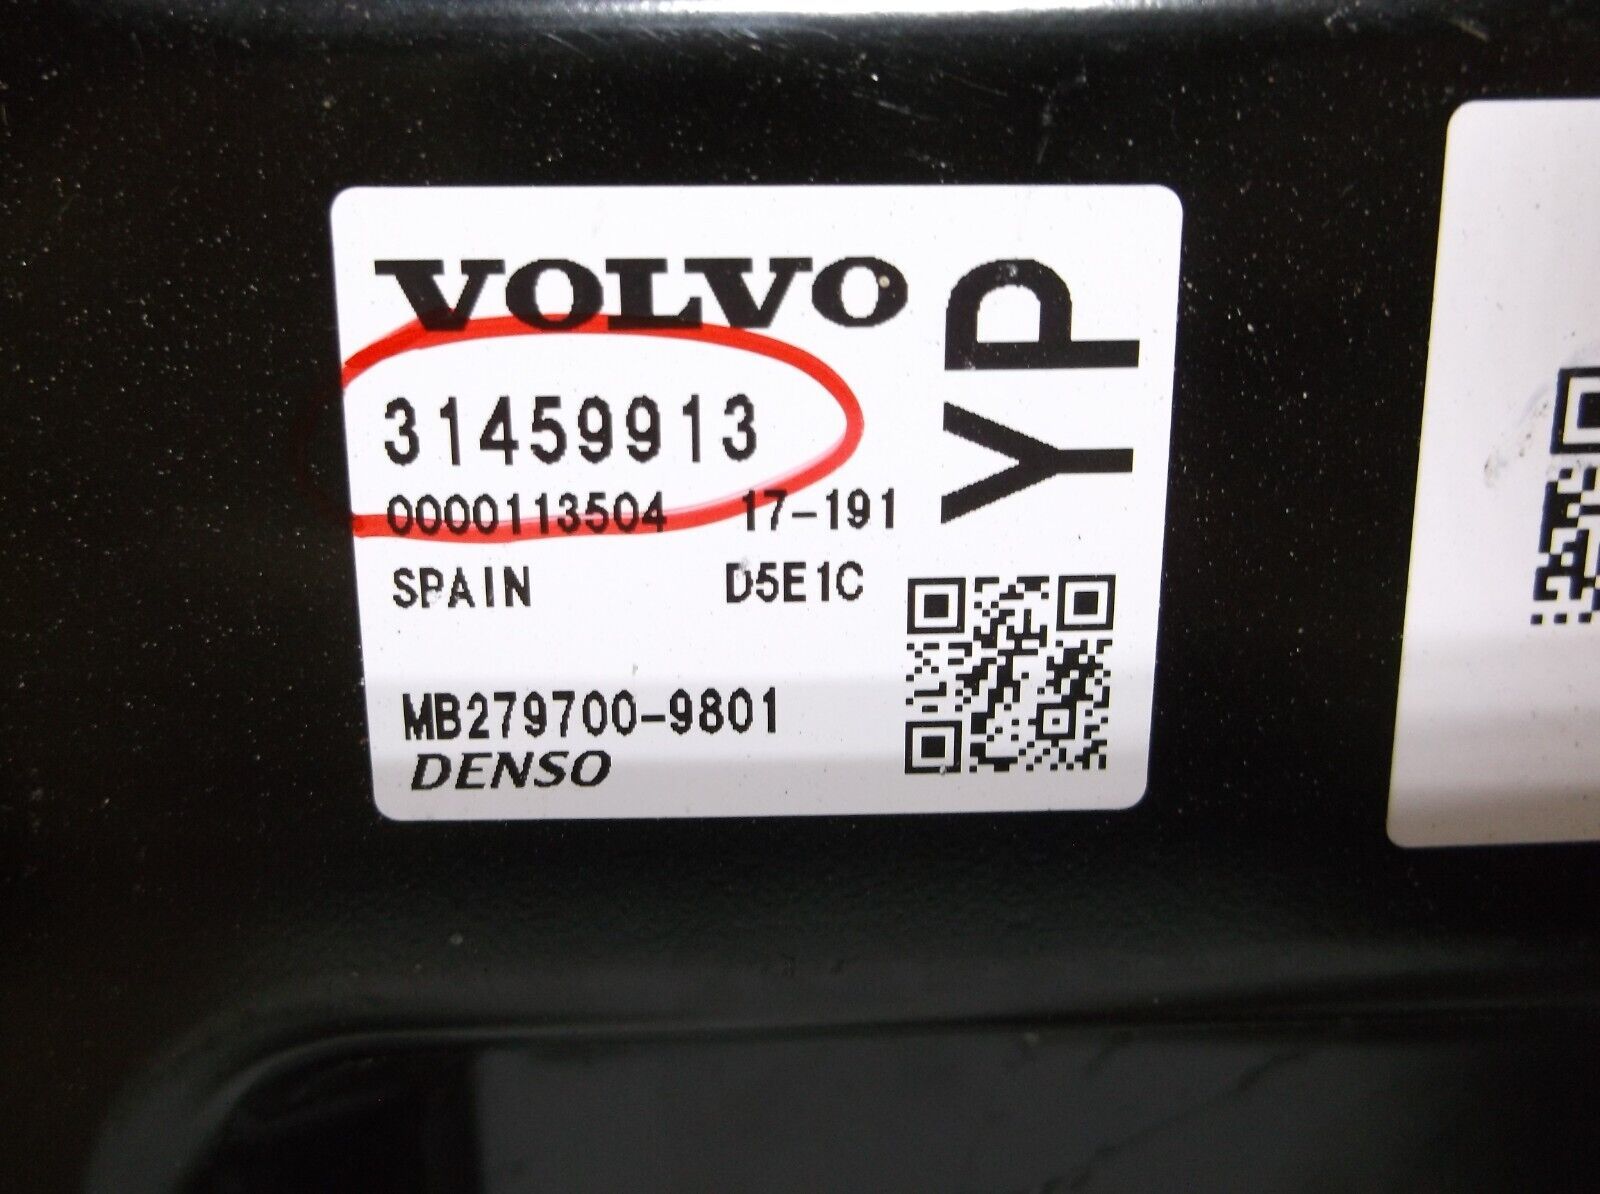 VOLVO
YP
31459913
0000113504 17-191
SPAIN D5E1C
MB279700-9801
DENSO